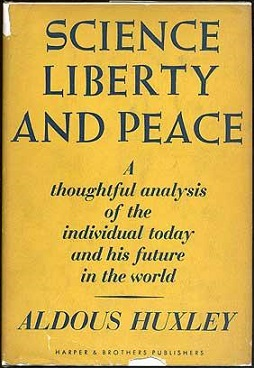 SCIENCE
LIBERTY
AND PEACE
A
thoughtful analysis
of the
individual today
and his future
in the world
ALDOUS HUXLEY
HARPER & BROTHERS PUBLISHERS